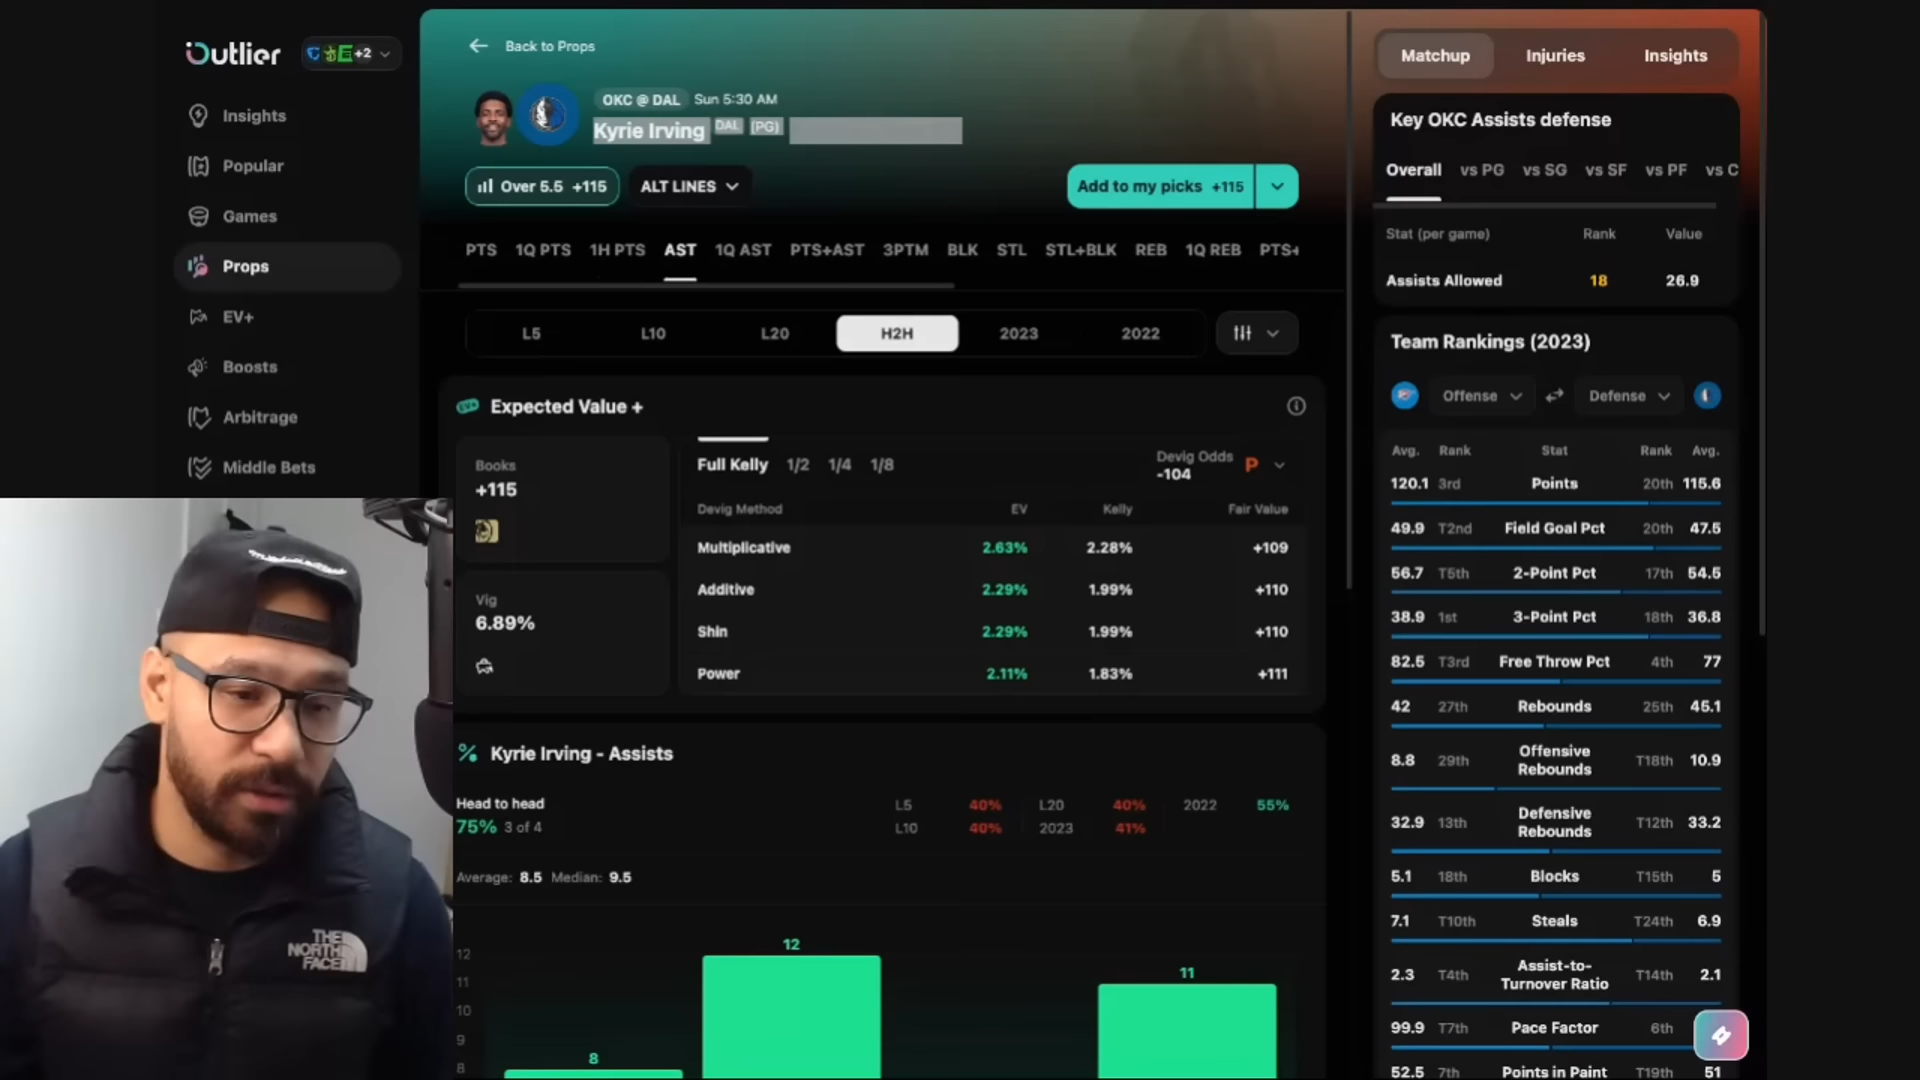 Outlier
+2
Insights
Popular
Games
Props
EV+
Boosts
Arbitrage
Middle Bets
Back to Props
OKC @ DAL Sun 5:30 AM
Kyrie Irving DAL (PG)
Over 5.5 +115
ALT LINES
Add to my picks +115
PTS 1Q PTS 1H PTS AST 1Q AST PTS+AST 3PTM BLK STL STL+BLK REB 1Q REB PTS+
L5 L10 L20 H2H 2023 2022
Expected Value +
Books
+115
Vig
6.89%
Full Kelly 1/2 1/4 1/8
Devig Odds
-104
P
Devig Method EV Kelly Fair Value
Multiplicative 2.63% 2.28% +109
Additive 2.29% 1.99% +110
Shin 2.29% 1.99% +110
Power 2.11% 1.83% +111
Kyrie Irving - Assists
Head to head
75% 3 of 4
L5 40% L20 40% 2022 55%
L10 40% 2023 41%
Average: 8.5 Median: 9.5
12
11
10
9
8
8
12
11
Matchup Injuries Insights
Key OKC Assists defense
Overall vs PG vs SG vs SF vs PF vs C
Stat (per game) Rank Value
Assists Allowed 18 26.9
Team Rankings (2023)
Offense Defense
Avg. Rank Stat Rank Avg.
120.1 3rd Points 20th 115.6
49.9 T2nd Field Goal Pct 20th 47.5
56.7 T5th 2-Point Pct 17th 54.5
38.9 1st 3-Point Pct 18th 36.8
82.5 T3rd Free Throw Pct 4th 77
42 27th Rebounds 25th 45.1
8.8 29th Offensive Rebounds T18th 10.9
32.9 13th Defensive Rebounds T12th 33.2
5.1 18th Blocks T15th 5
7.1 T10th Steals T24th 6.9
2.3 T4th Assist-to-Turnover Ratio T14th 2.1
99.9 T7th Pace Factor 6th
52.5 7th Points in Paint T19th 51
THE
NORTH
FACE